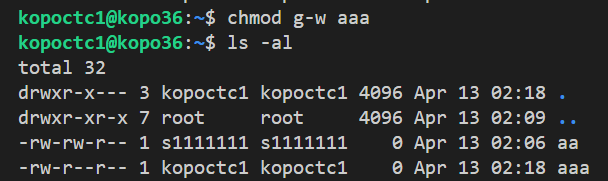 kopoctc1@kopo36:~$ chmod g-w aaa
kopoctc1@kopo36:~$ ls -al
total 32
drwxr-x--- 3 kopoctc1 kopoctc1 4096 Apr 13 02:18 .
drwxr-xr-x 7 root     root     4096 Apr 13 02:09 ..
-rw-rw-r-- 1 s1111111 s1111111    0 Apr 13 02:06 aa
-rw-r--r-- 1 kopoctc1 kopoctc1    0 Apr 13 02:18 aaa